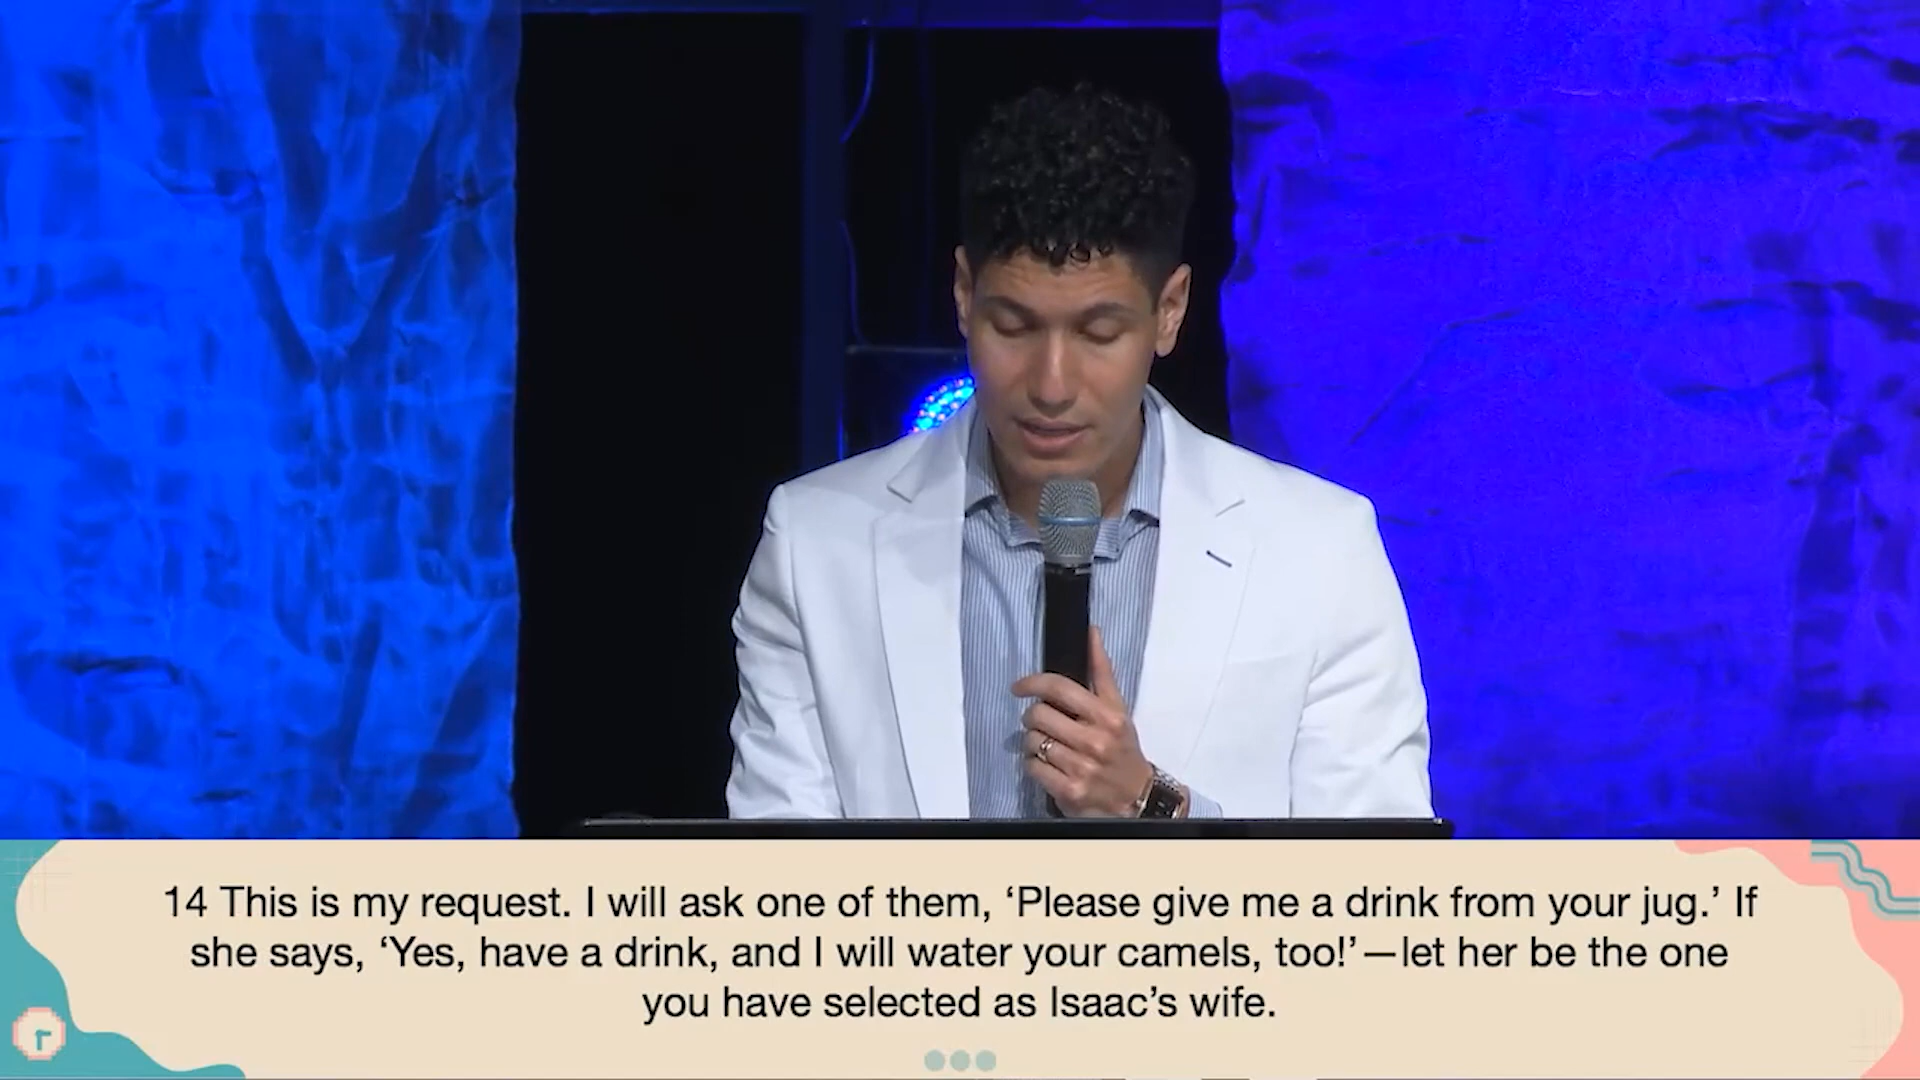 14 This is my request. I will ask one of them, ‘Please give me a drink from your jug.’ If
she says, ‘Yes, have a drink, and I will water your camels, too!’—let her be the one
you have selected as Isaac’s wife.